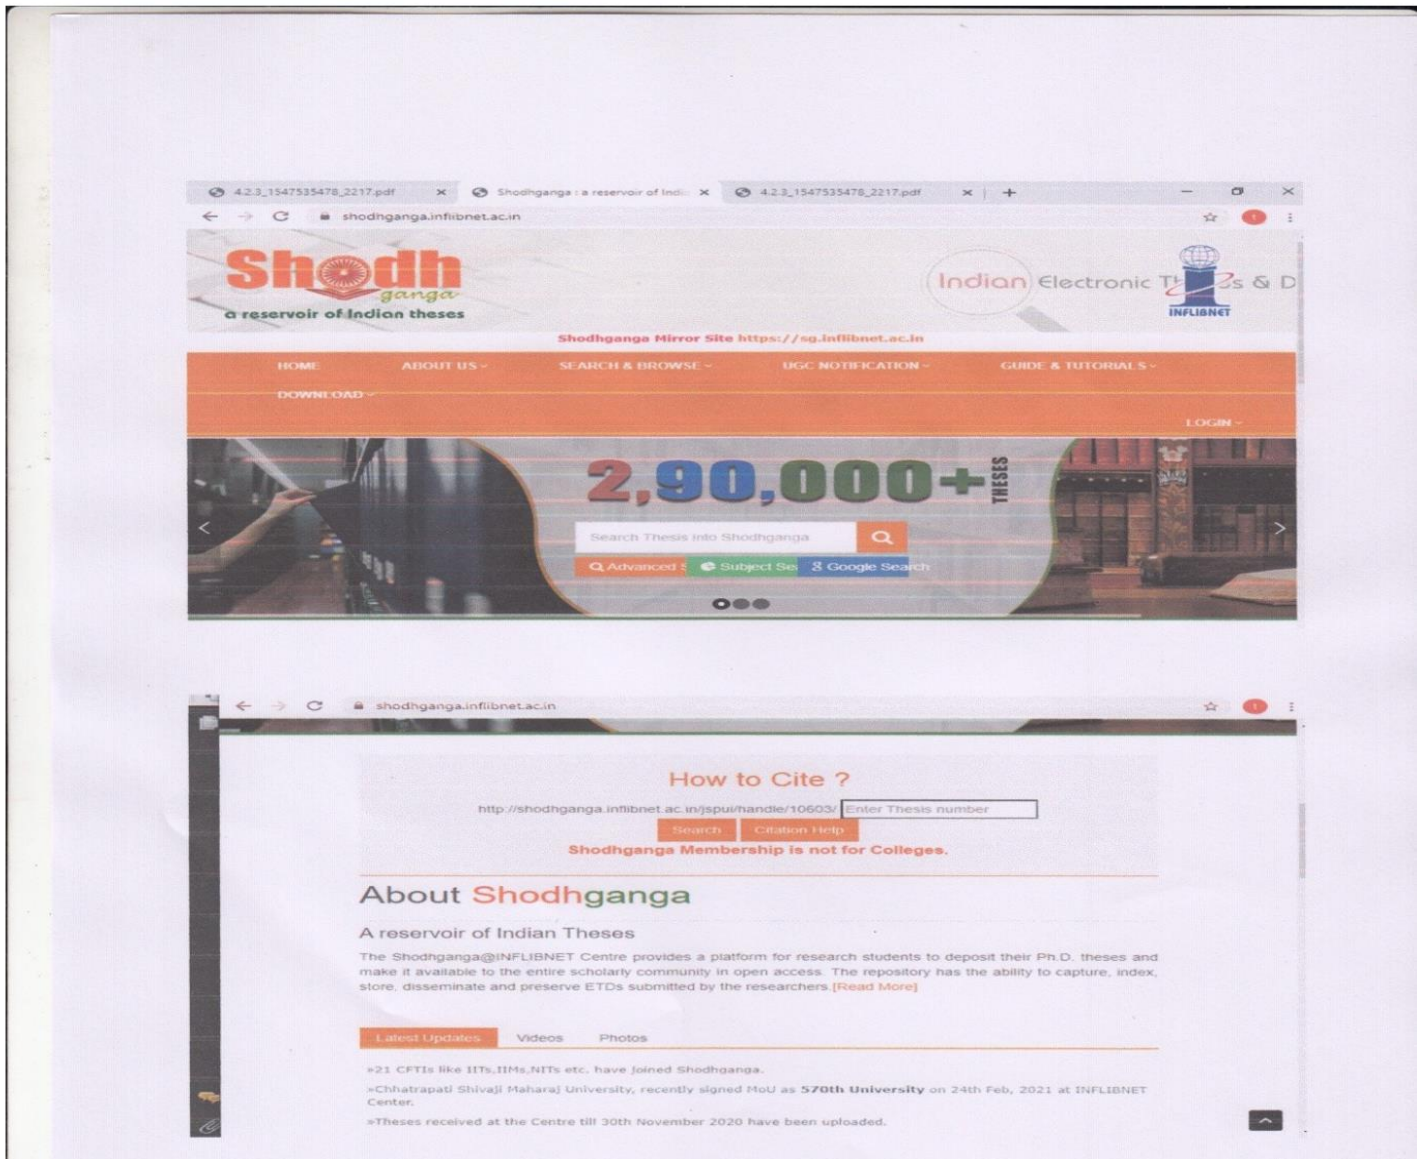 4.2.3_1547535478_2217.pdf
Shodhganga : a reservoir of India
4.2.3_1547535478_2217.pdf
shodhganga.inflibnet.ac.in
Shodh
ganga
a reservoir of Indian theses
Indian Electronic Th s & D
INFLIBNET
Shodhganga Mirror Site https://sg.inflibnet.ac.in
HOME ABOUT US SEARCH & BROWSE UGC NOTIFICATION GUIDE & TUTORIALS
DOWNLOAD
LOGIN
2,90,000+ THESES
Search Thesis into Shodhganga
Advanced S Subject Sea Google Search
shodhganga.inflibnet.ac.in
How to Cite ?
http://shodhganga.inflibnet.ac.in/jspui/handle/10603/ Enter Thesis number
Search Citation Help
Shodhganga Membership is not for Colleges.
About Shodhganga
A reservoir of Indian Theses
The Shodhganga@INFLIBNET Centre provides a platform for research students to deposit their Ph.D. theses and
make it available to the entire scholarly community in open access. The repository has the ability to capture, index,
store, disseminate and preserve ETDs submitted by the researchers.[Read More]
Latest Updates Videos Photos
»21 CFTIs like IITs,IIMs,NITs etc. have joined Shodhganga.
»Chhatrapati Shivaji Maharaj University, recently signed MoU as 570th University on 24th Feb, 2021 at INFLIBNET
Center.
»Theses received at the Centre till 30th November 2020 have been uploaded.